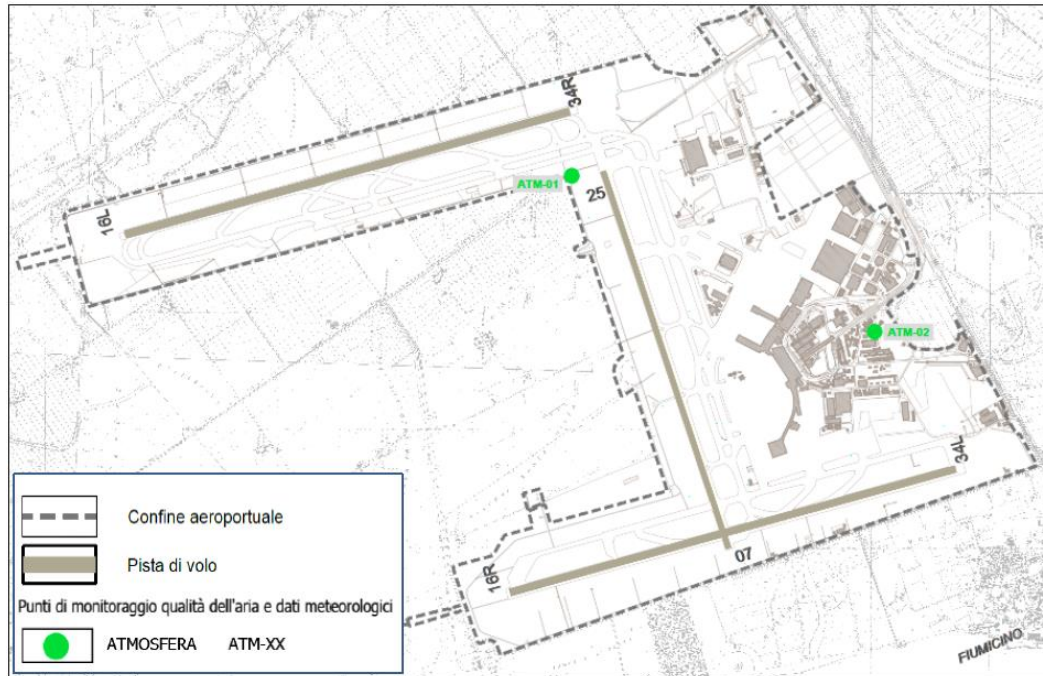 34R
ATM-01
25
16L
ATM-02
34L
16R
07
FIUMICINO
Confine aeroportuale
Pista di volo
Punti di monitoraggio qualità dell'aria e dati meteorologici
ATMOSFERA ATM-XX